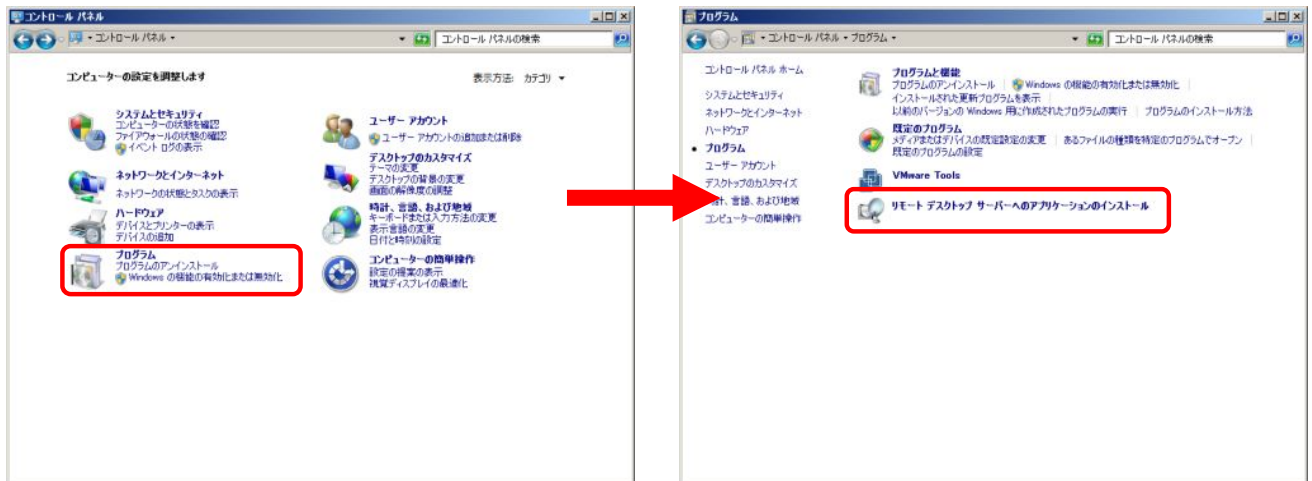 コントロール パネル
▸ コントロール パネル ▸
コントロール パネルの検索
コンピューターの設定を調整します
表示方法: カテゴリ ▼
システムとセキュリティ
コンピューターの状態を確認
ファイアウォールの状態の確認
イベント ログの表示
ネットワークとインターネット
ネットワークの状態とタスクの表示
ハードウェア
デバイスとプリンターの表示
デバイスの追加
プログラム
プログラムのアンインストール
Windows の機能の有効化または無効化
ユーザー アカウント
ユーザー アカウントの追加または削除
デスクトップのカスタマイズ
テーマの変更
デスクトップの背景の変更
画面の解像度の調整
時計、言語、および地域
キーボードまたは入力方法の変更
表示言語の変更
日付と時刻の設定
コンピューターの簡単操作
設定の提案の表示
視覚ディスプレイの最適化
プログラム
▸ コントロール パネル ▸ プログラム ▸
コントロール パネルの検索
コントロール パネル ホーム
システムとセキュリティ
ネットワークとインターネット
ハードウェア
• プログラム
ユーザー アカウント
デスクトップのカスタマイズ
時計、言語、および地域
コンピューターの簡単操作
プログラムと機能
プログラムのアンインストール | Windows の機能の有効化または無効化 |
インストールされた更新プログラムを表示 |
以前のバージョンの Windows 用に作成されたプログラムの実行 | プログラムのインストール方法
既定のプログラム
メディアまたはデバイスの既定設定の変更 | あるファイルの種類を特定のプログラムでオープン |
既定のプログラムの設定
VMware Tools
リモート デスクトップ サーバーへのアプリケーションのインストール